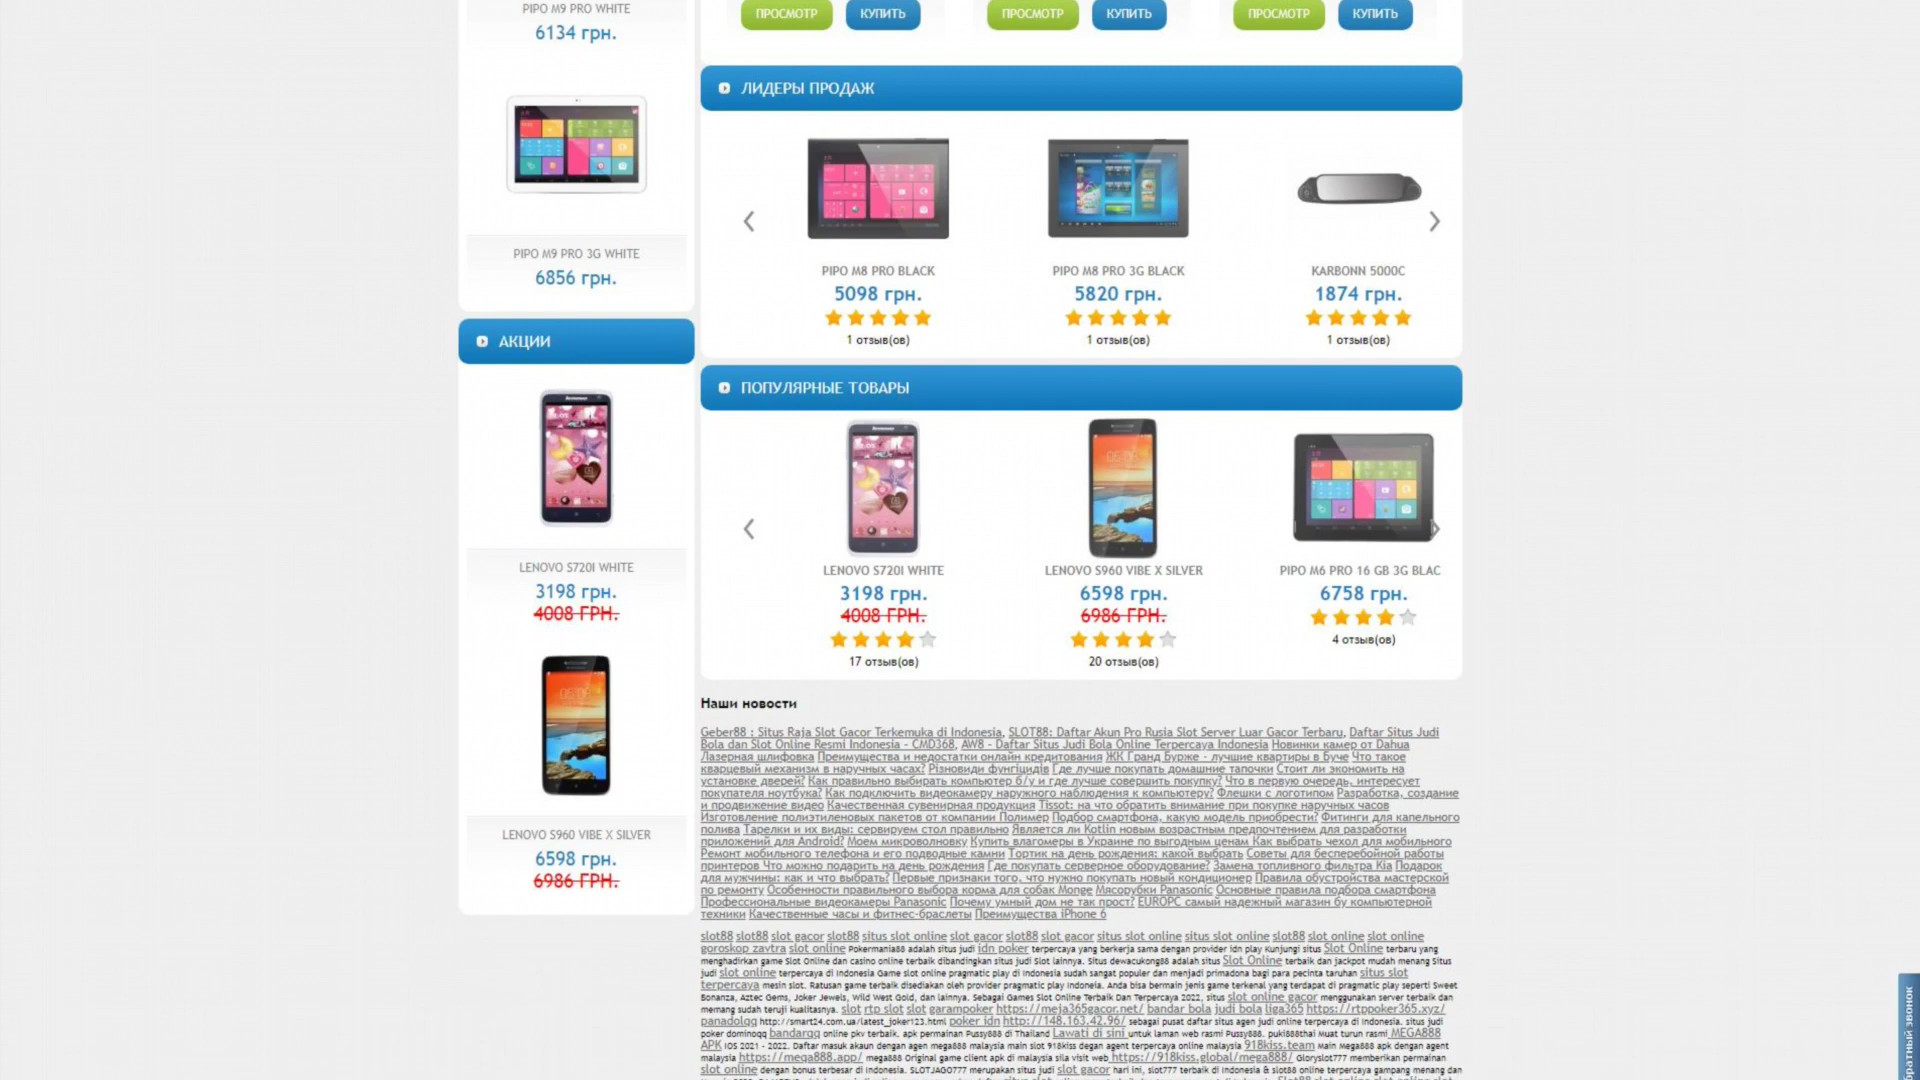 PIPO M9 PRO WHITE
6134 грн.
PIPO M9 PRO 3G WHITE
6856 грн.
АКЦИИ
LENOVO S720I WHITE
3198 грн.
4008 ГРН.
LENOVO S960 VIBE X SILVER
6598 грн.
6986 ГРН.
ПРОСМОТР КУПИТЬ ПРОСМОТР КУПИТЬ ПРОСМОТР КУПИТЬ
ЛИДЕРЫ ПРОДАЖ
PIPO M8 PRO BLACK PIPO M8 PRO 3G BLACK KARBONN 5000C
5098 грн. 5820 грн. 1874 грн.
1 отзыв(ов) 1 отзыв(ов) 1 отзыв(ов)
ПОПУЛЯРНЫЕ ТОВАРЫ
LENOVO S720I WHITE LENOVO S960 VIBE X SILVER PIPO M6 PRO 16 GB 3G BLAC
3198 грн. 6598 грн. 6758 грн.
4008 ГРН. 6986 ГРН.
17 отзыв(ов) 20 отзыв(ов) 4 отзыв(ов)
Наши новости
Geber88 : Situs Raja Slot Gacor Terkemuka di Indonesia, SLOT88: Daftar Akun Pro Rusia Slot Server Luar Gacor Terbaru, Daftar Situs Judi
Bola dan Slot Online Resmi Indonesia - CMD368, AW8 - Daftar Situs Judi Bola Online Terpercaya Indonesia Новинки камер от Dahua
Лазерная шлифовка Преимущества и недостатки онлайн кредитования ЖК Гранд Бурже - лучшие квартиры в Буче Что такое
кварцевый механизм в наручных часах? Різновиди фунгіцидів Где лучше покупать домашние тапочки Стоит ли экономить на
установке дверей? Как правильно выбирать компьютер б/у и где лучше совершить покупку? Что в первую очередь, интересует
покупателя ноутбука? Как подключить видеокамеру наружного наблюдения к компьютеру? Флешки с логотипом Разработка, создание
и продвижение видео Качественная сувенирная продукция Tissot: на что обратить внимание при покупке наручных часов
Изготовление полиэтиленовых пакетов от компании Полимер Подбор смартфона, какую модель приобрести? Фитинги для капельного
полива Тарелки и их виды: сервируем стол правильно Является ли Kotlin новым возрастным предпочтением для разработки
приложений для Android? Моем микроволновку Купить влагомеры в Украине по выгодным ценам Как выбрать чехол для мобильного
Ремонт мобильного телефона и его подводные камни Тортик на день рождения: какой выбрать Советы для бесперебойной работы
принтеров Что можно подарить на день рождения Где покупать серверное оборудование? Замена топливного фильтра Kia Подарок
для мужчины: как и что выбрать? Первые признаки того, что нужно покупать новый кондиционер Правила обустройства мастерской
по ремонту Особенности правильного выбора корма для собак Monge Мясорубки Panasonic Основные правила подбора смартфона
Профессиональные видеокамеры Panasonic Почему умный дом не так прост? EUROPC самый надежный магазин бу компьютерной
техники Качественные часы и фитнес-браслеты Преимущества iPhone 6
slot88 slot88 slot gacor slot88 situs slot online slot gacor slot88 slot gacor situs slot online situs slot online slot88 slot online slot online
goroskop zavtra slot online Pokermania88 adalah situs judi idn poker terpercaya yang berkerja sama dengan provider idn play Kunjungi situs Slot Online terbaru yang
menghadirkan game Slot Online dan casino online terbaik dibandingkan situs judi Slot lainnya. Situs dewacukong88 adalah situs Slot Online terbaik dan jackpot mudah menang Situs
judi slot online terpercaya di Indonesia Game slot online pragmatic play di Indonesia sudah sangat populer dan menjadi primadona bagi para pecinta taruhan situs slot
terpercaya mesin slot. Ratusan game terbaik disediakan oleh provider pragmatic play Indoneia. Anda bisa bermain jenis game terkenal yang terdapat di pragmatic play seperti Sweet
Bonanza, Aztec Gems, Joker Jewels, Wild West Gold, dan lainnya. Sebagai Games Slot Online Terbaik Dan Terpercaya 2022, situs slot online gacor menggunakan server terbaik dan
memang sudah teruji kualitasnya. slot rtp slot slot garampoker https://meja365gacor.net/ bandar bola judi bola liga365 https://rtppoker365.xyz/
panadolqq http://smart24.com.ua/latest_joker123.html poker idn http://148.163.42.96/ sebagai pusat daftar situs agen judi online terpercaya di Indonesia. situs judi
poker dominoqq bandarqq online pkv terbaik. apk permainan Pussy888 di Thailand Lawati di sini untuk laman web rasmi Pussy888. puki888thai Muat turun rasmi MEGA888
APK IOS 2021 - 2022. Daftar masuk akaun dengan agen mega888 malaysia main slot 918kiss degan agent terpercaya online malaysia 918kiss.team Main Mega888 apk dengan agent
malaysia https://mega888.app/ mega888 Original game client apk di malaysia sila visit web https://918kiss.global/mega888/ Gloryslot777 memberikan permainan
slot online dengan bonus terbesar di Indonesia. SLOTJAGO777 merupakan situs judi slot gacor hari ini, slot777 terbaik di Indonesia & slot88 online terpercaya gampang menang dan
ратный звонок